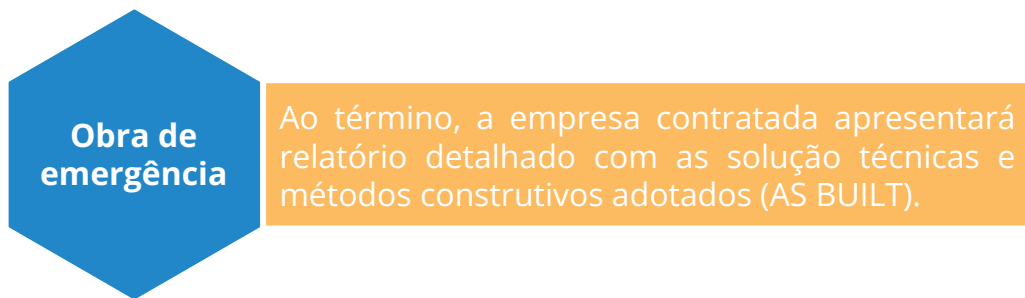 Obra de
emergência
Ao término, a empresa contratada apresentará
relatório detalhado com as solução técnicas e
métodos construtivos adotados (AS BUILT).